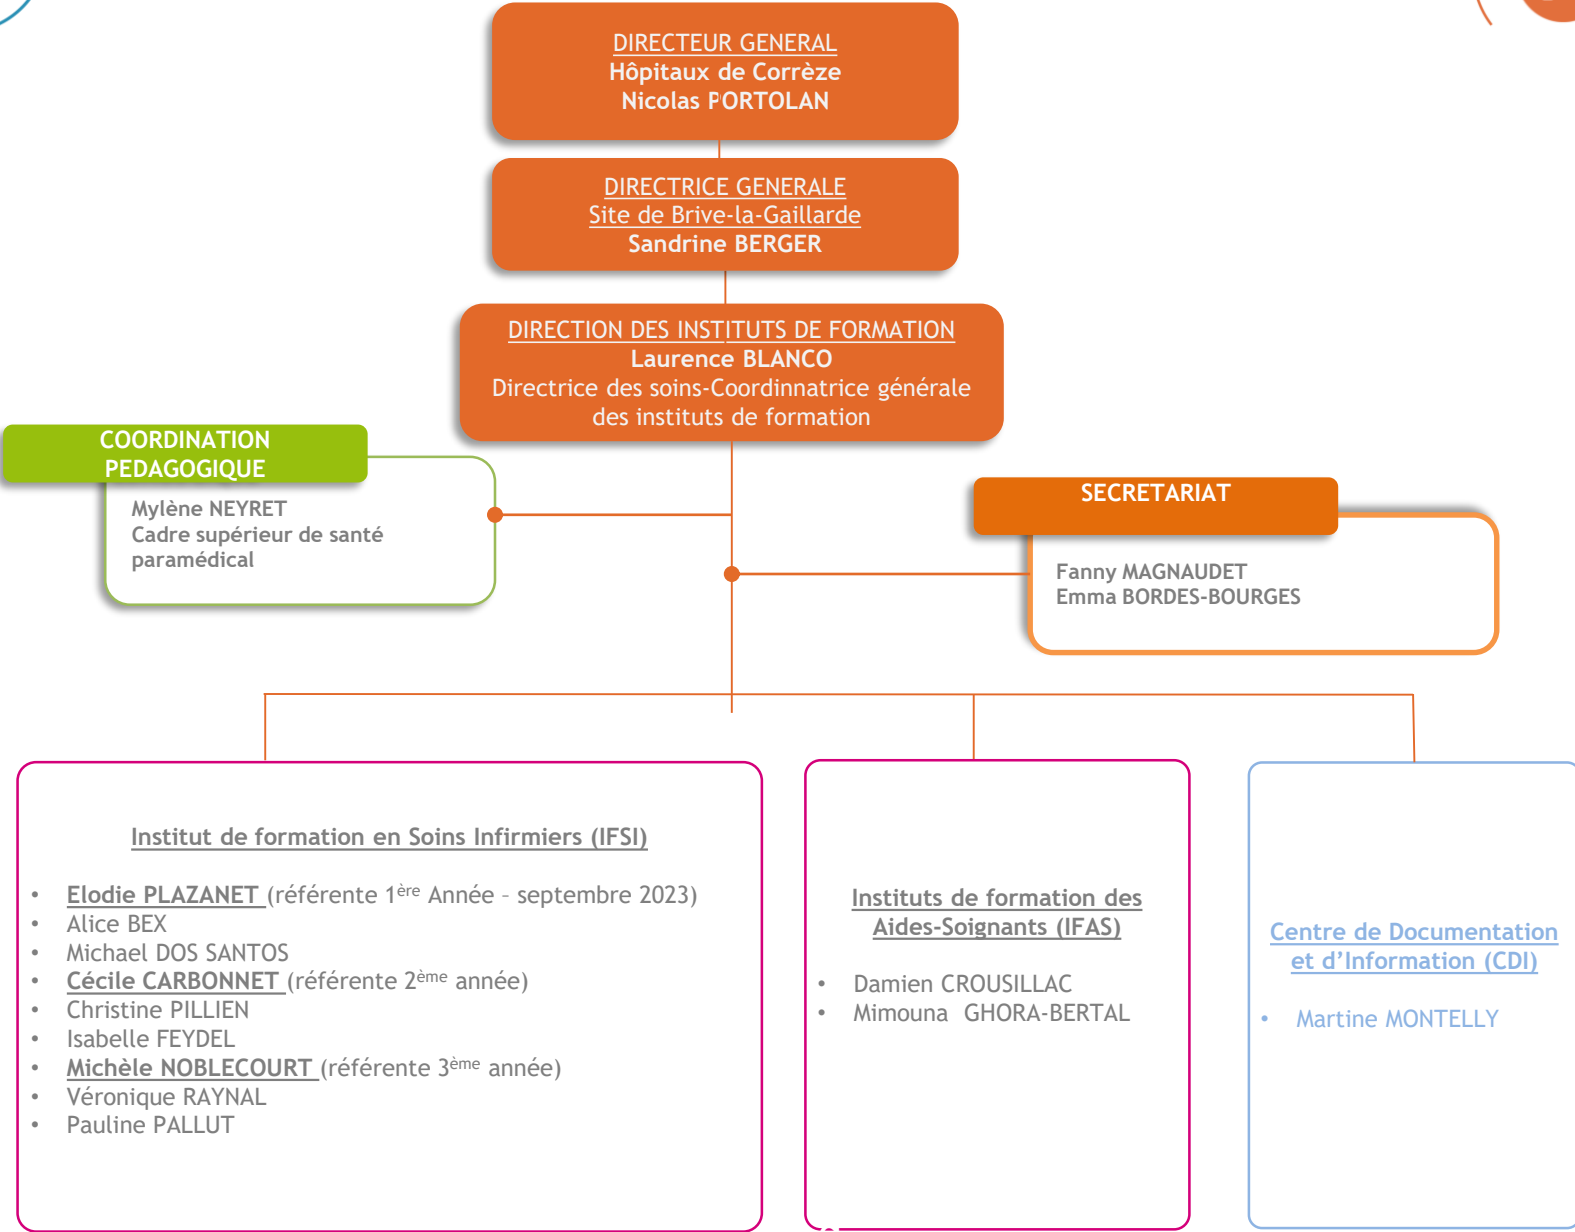 DIRECTEUR GENERAL
Hôpitaux de Corrèze
Nicolas PORTOLAN
DIRECTRICE GENERALE
Site de Brive-la-Gaillarde
Sandrine BERGER
DIRECTION DES INSTITUTS DE FORMATION
Laurence BLANCO
Directrice des soins-Coordinnatrice générale
des instituts de formation
COORDINATION
PEDAGOGIQUE
Mylène NEYRET
Cadre supérieur de santé
paramédical
SECRETARIAT
Fanny MAGNAUDET
Emma BORDES-BOURGES
Institut de formation en Soins Infirmiers (IFSI)
• Elodie PLAZANET (référente 1ère Année – septembre 2023)
• Alice BEX
• Michael DOS SANTOS
• Cécile CARBONNET (référente 2ème année)
• Christine PILLIEN
• Isabelle FEYDEL
• Michèle NOBLECOURT (référente 3ème année)
• Véronique RAYNAL
• Pauline PALLUT
Instituts de formation des
Aides-Soignants (IFAS)
• Damien CROUSILLAC
• Mimouna GHORA-BERTAL
Centre de Documentation
et d’Information (CDI)
• Martine MONTELLY